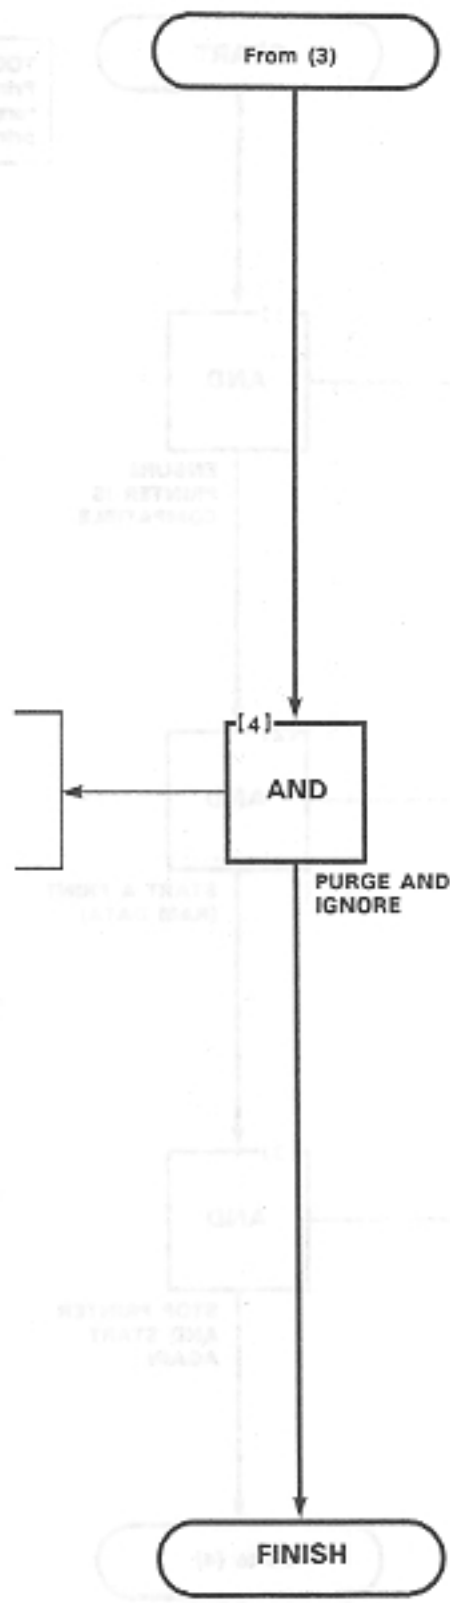 From (3)
[4]
AND
PURGE AND
IGNORE
FINISH